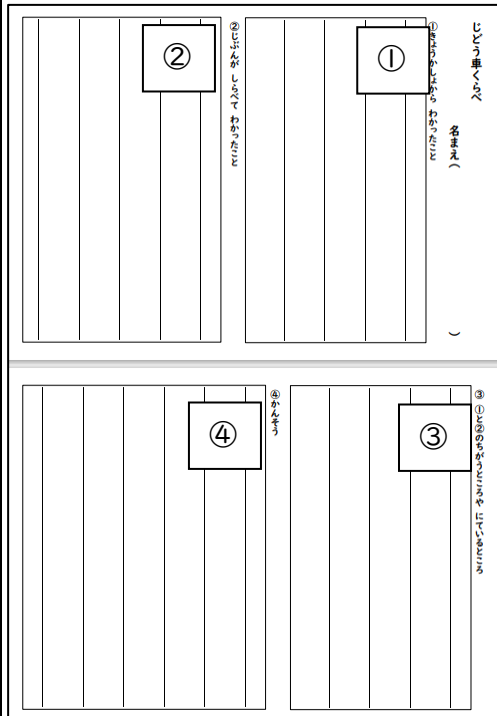 じどう車くらべ
名まえ(　　　)
①きょうかしょから わかったこと
①
②じぶんが しらべて わかったこと
②
③ ①と②のちがうところや にているところ
③
④かんそう
④